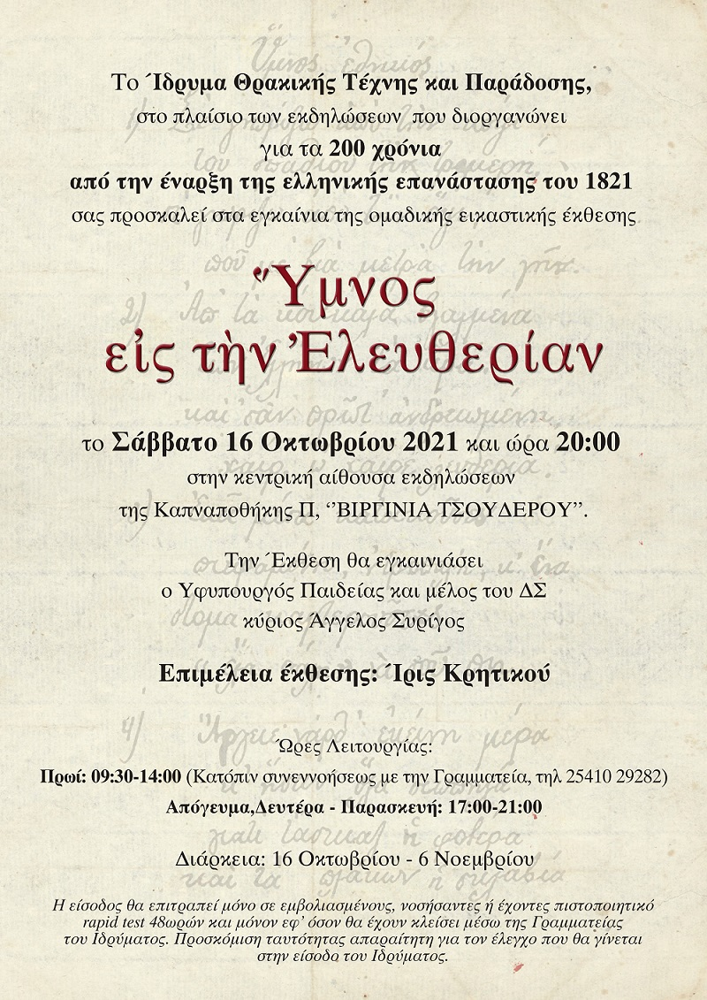 Το Ίδρυμα Θρακικής Τέχνης και Παράδοσης,
στο πλαίσιο των εκδηλώσεων που διοργανώνει
για τα 200 χρόνια
από την έναρξη της ελληνικής επανάστασης του 1821
σας προσκαλεί στα εγκαίνια της ομαδικής εικαστικής έκθεσης
Ὕμνος
εἰς τὴν Ἐλευθερίαν
το Σάββατο 16 Οκτωβρίου 2021 και ώρα 20:00
στην κεντρική αίθουσα εκδηλώσεων
της Καπναποθήκης Π, ‘’ΒΙΡΓΙΝΙΑ ΤΣΟΥΔΕΡΟΥ’’.
Την Έκθεση θα εγκαινιάσει
ο Υφυπουργός Παιδείας και μέλος του ΔΣ
κύριος Άγγελος Συρίγος
Επιμέλεια έκθεσης: Ίρις Κρητικού
Ώρες Λειτουργίας:
Πρωί: 09:30-14:00 (Κατόπιν συνεννοήσεως με την Γραμματεία, τηλ 25410 29282)
Απόγευμα,Δευτέρα - Παρασκευή: 17:00-21:00
Διάρκεια: 16 Οκτωβρίου - 6 Νοεμβρίου
Η είσοδος θα επιτραπεί μόνο σε εμβολιασμένους, νοσήσαντες ή έχοντες πιστοποιητικό
rapid test 48ωρών και μόνον εφ’ όσον θα έχουν κλείσει μέσω της Γραμματείας
του Ιδρύματος. Προσκόμιση ταυτότητας απαραίτητη για τον έλεγχο που θα γίνεται
στην είσοδο του Ιδρύματος.